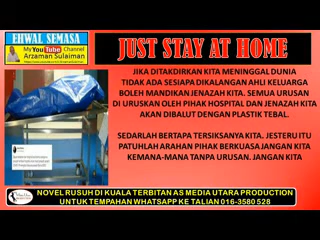 EHWAL SEMASA
My YouTube Channel
Arzaman Sulaiman
JUST STAY AT HOME
JIKA DITAKDIRKAN KITA MENINGGAL DUNIA
TIDAK ADA SESIAPA DIKALANGAN AHLI KELUARGA
BOLEH MANDIKAN JENAZAH KITA. SEMUA URUSAN
DI URUSKAN OLEH PIHAK HOSPITAL DAN JENAZAH KITA
AKAN DIBALUT DENGAN PLASTIK TEBAL.
SEDARLAH BERTAPA TERSIKSANYA KITA. JESTERU ITU
PATUHLAH ARAHAN PIHAK BERKUASA.JANGAN KITA
KEMANA-MANA TANPA URUSAN. JANGAN KITA
NOVEL RUSUH DI KUALA TERBITAN AS MEDIA UTARA PRODUCTION
UNTUK TEMPAHAN WHATSAPP KE TALIAN 016-3580 528